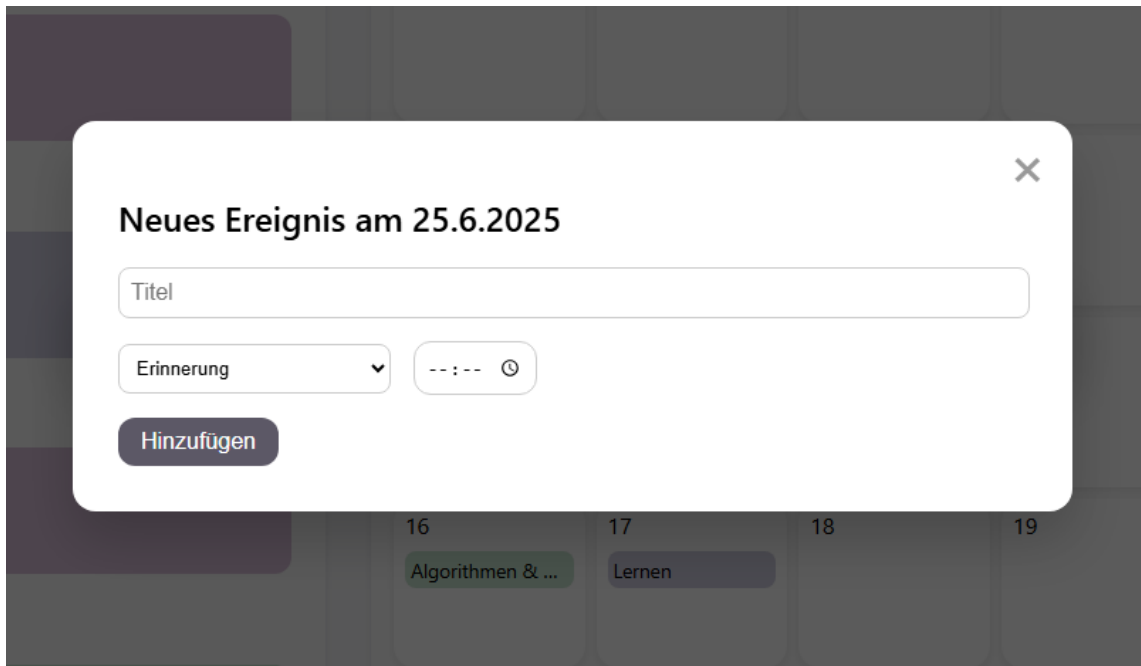 Neues Ereignis am 25.6.2025
Titel
Erinnerung
--:--
Hinzufügen
16 17 18 19
Algorithmen & ... Lernen